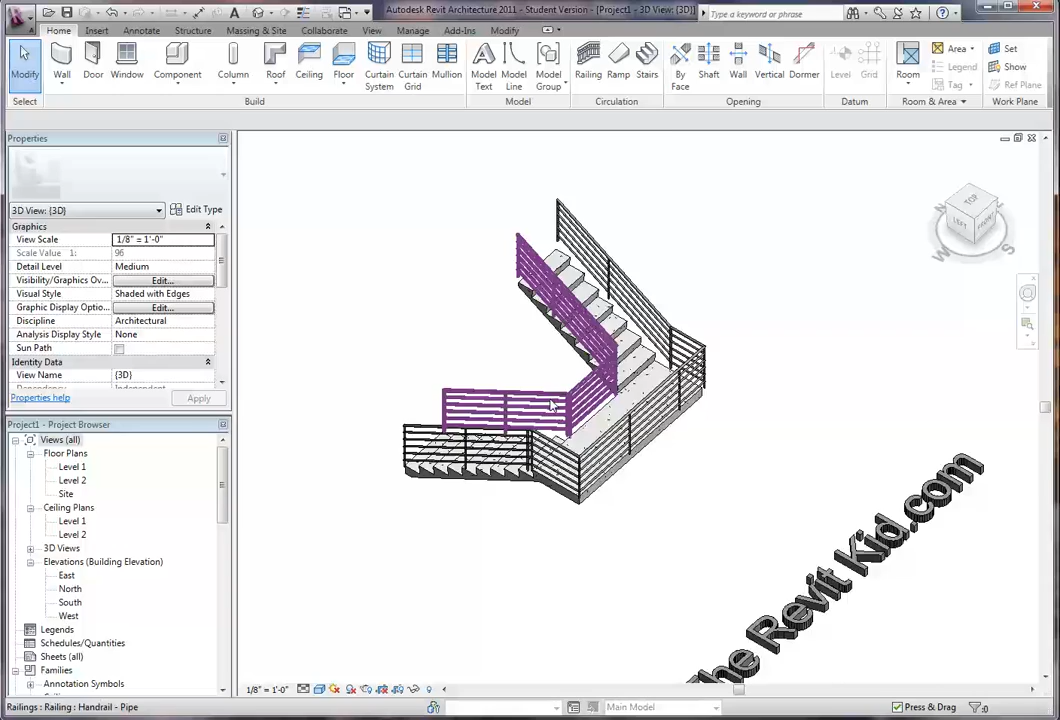 Autodesk Revit Architecture 2011 - Student Version - [Project1 - 3D View: {3D}]
Type a keyword or phrase
Home Insert Annotate Structure Massing & Site Collaborate View Manage Add-Ins Modify
Modify Wall Door Window Component Column Roof Ceiling Floor Curtain System Curtain Grid Mullion Model Text Model Line Model Group Railing Ramp Stairs By Face Shaft Wall Vertical Dormer Level Grid Room Area Legend Tag Set Show Ref Plane
Select Build Model Circulation Opening Datum Room & Area Work Plane
Properties
3D View: {3D} Edit Type
Graphics
View Scale 1/8" = 1'-0"
Scale Value 1: 96
Detail Level Medium
Visibility/Graphics Ov... Edit...
Visual Style Shaded with Edges
Graphic Display Optio... Edit...
Discipline Architectural
Analysis Display Style None
Sun Path
Identity Data
View Name {3D}
Properties help Apply
Project1 - Project Browser
Views (all)
Floor Plans
Level 1
Level 2
Site
Ceiling Plans
Level 1
Level 2
3D Views
Elevations (Building Elevation)
East
North
South
West
Legends
Schedules/Quantities
Sheets (all)
Families
Annotation Symbols
TOP
LEFT FRONT
W S
The Revit Kid.com
1/8" = 1'-0"
Railings : Railing : Handrail - Pipe Main Model Press & Drag :0